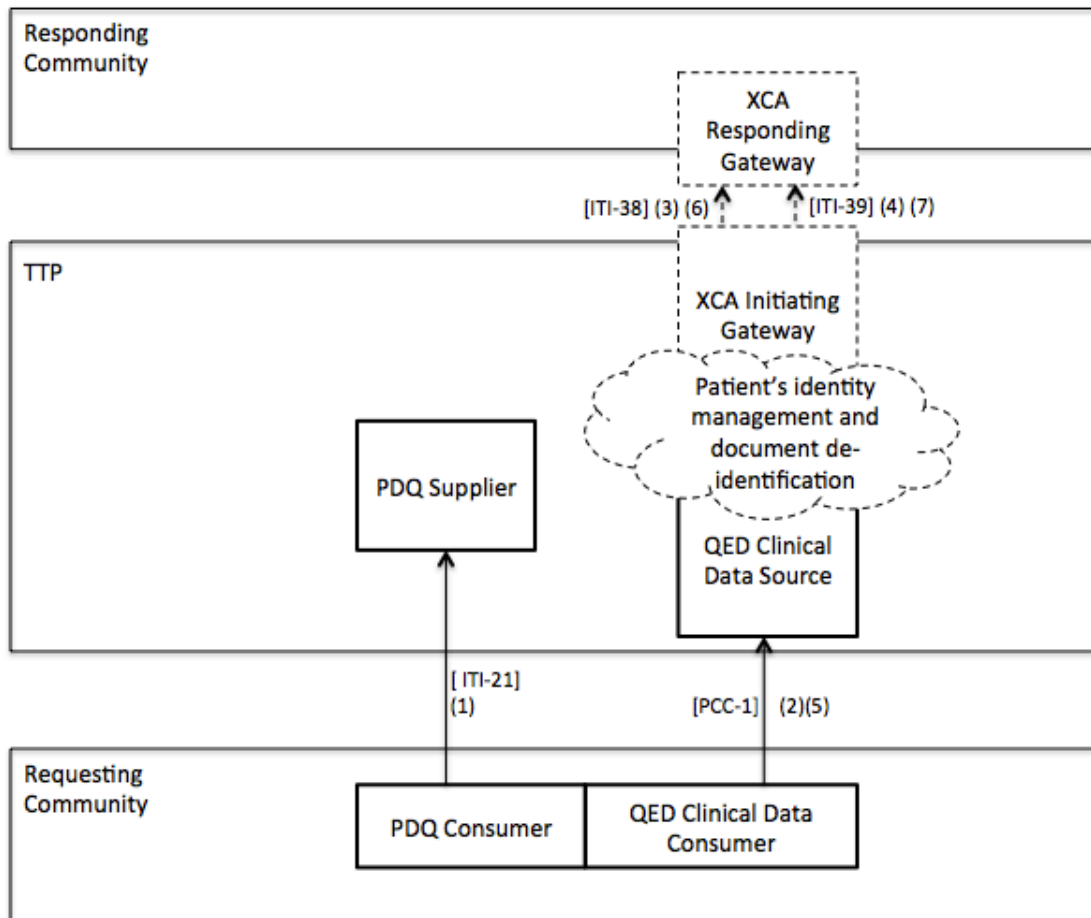 Responding
Community
XCA
Responding
Gateway
[ITI-38] (3) (6)
[ITI-39] (4) (7)
TTP
XCA Initiating
Gateway
Patient's identity
management and
document de-
identification
PDQ Supplier
QED Clinical
Data Source
[ ITI-21]
(1)
[PCC-1] (2)(5)
Requesting
Community
PDQ Consumer
QED Clinical Data
Consumer